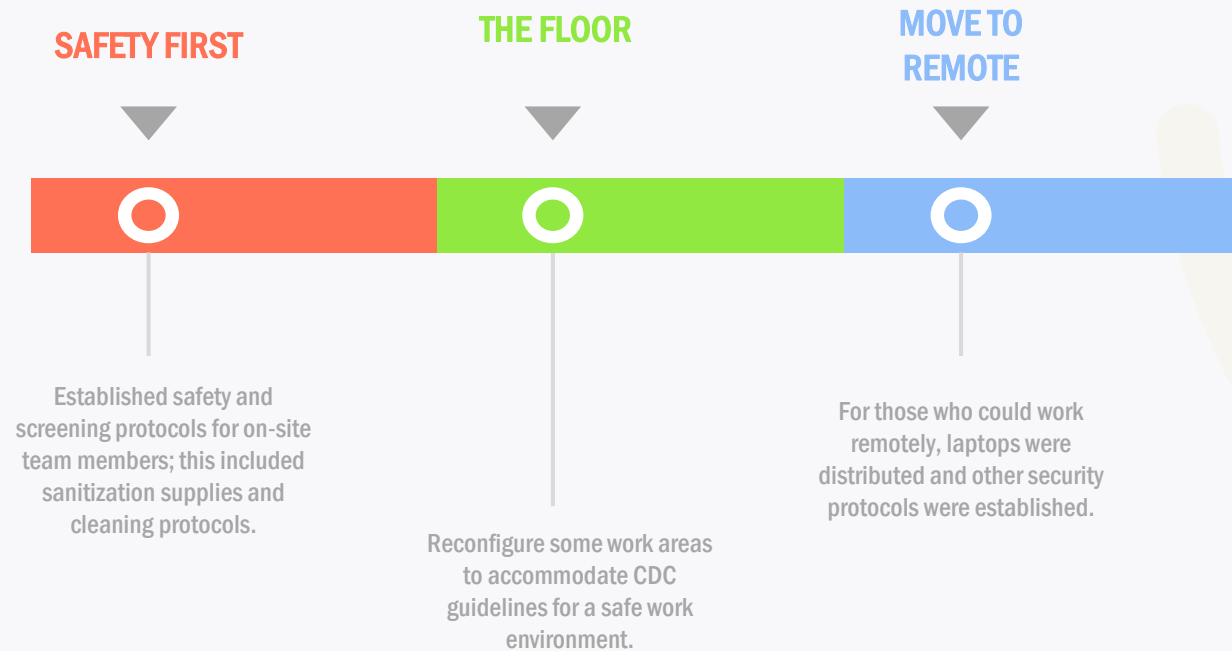 SAFETY FIRST
THE FLOOR
MOVE TO
REMOTE
Established safety and
screening protocols for on-site
team members; this included
sanitization supplies and
cleaning protocols.
Reconfigure some work areas
to accommodate CDC
guidelines for a safe work
environment.
For those who could work
remotely, laptops were
distributed and other security
protocols were established.